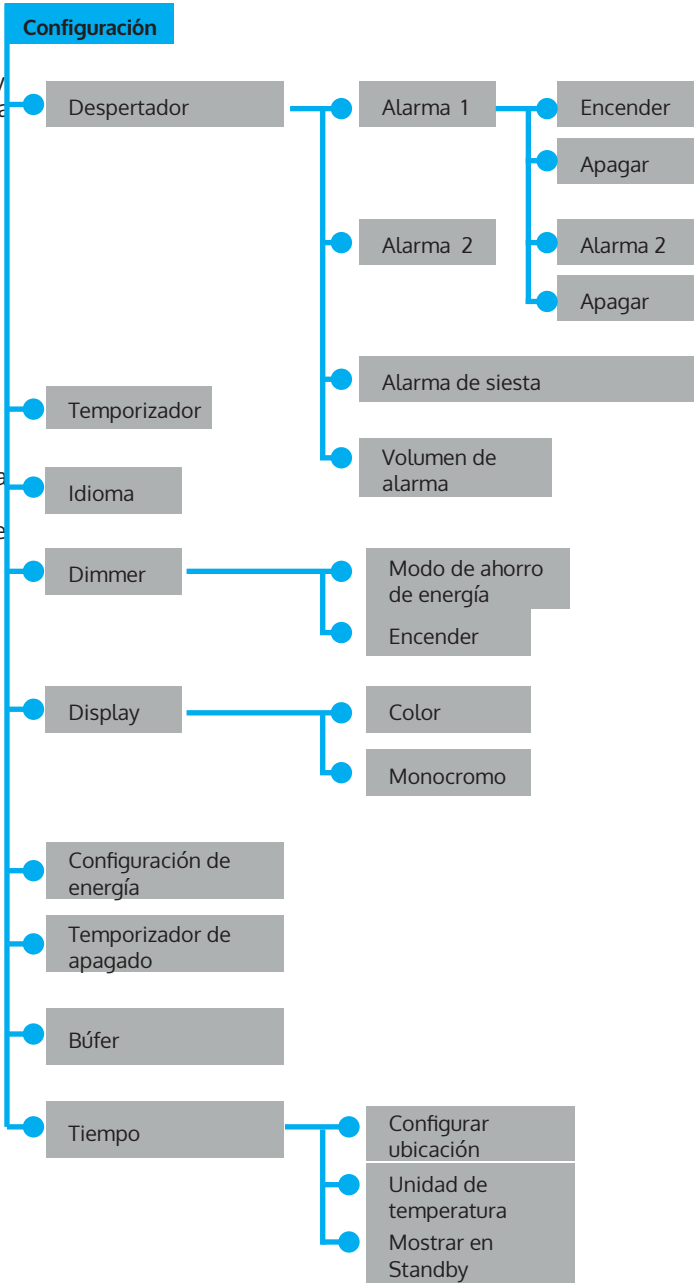 Configuración
y
a
Despertador
Alarma 1
Encender
Apagar
Alarma 2
Alarma 2
Apagar
Alarma de siesta
Temporizador
Volumen de
alarma
a
Idioma
e
Dimmer
Modo de ahorro
de energía
Encender
Display
Color
Monocromo
Configuración de
energía
Temporizador de
apagado
Búfer
Tiempo
Configurar
ubicación
Unidad de
temperatura
Mostrar en
Standby